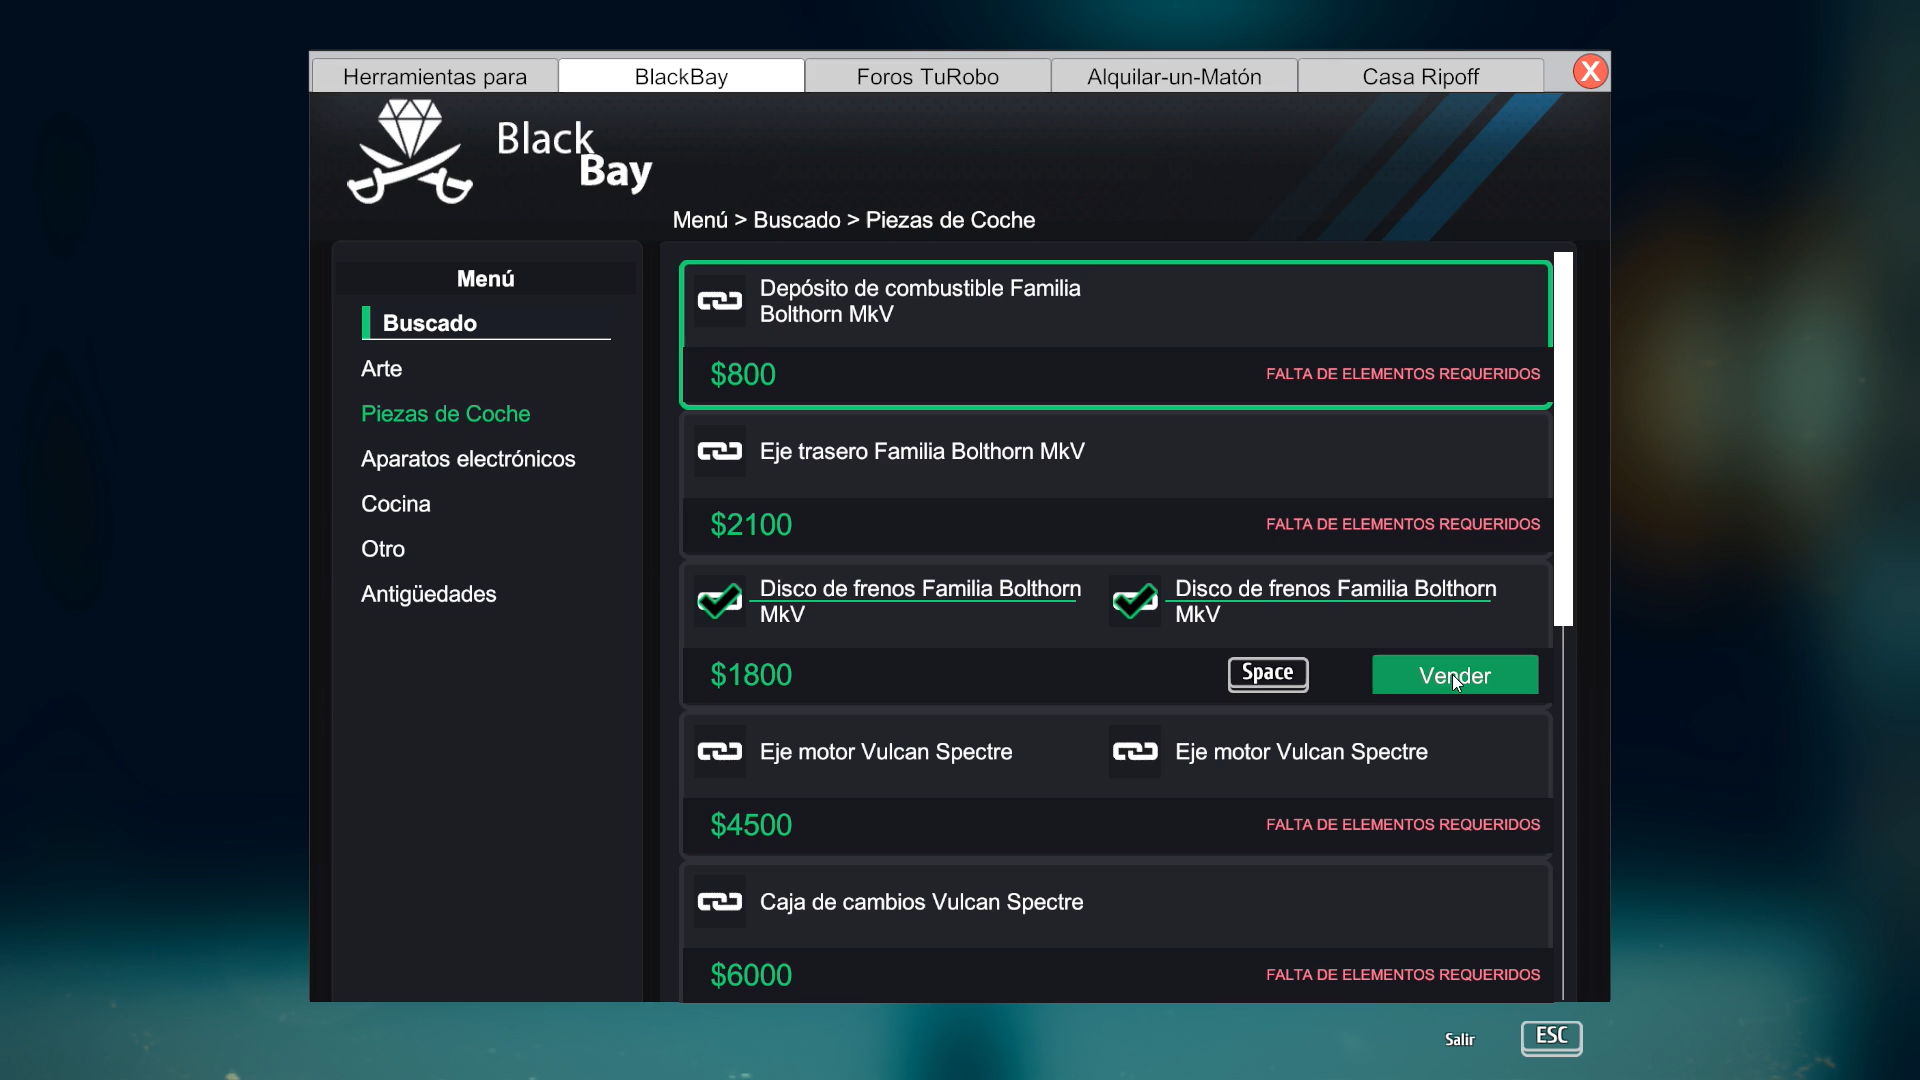 Herramientas para
BlackBay
Foros TuRobo
Alquilar-un-Matón
Casa Ripoff
X
Black
Bay
Menú > Buscado > Piezas de Coche
Menú
Buscado
Arte
Piezas de Coche
Aparatos electrónicos
Cocina
Otro
Antigüedades
Depósito de combustible Familia
Bolthorn MkV
$800
FALTA DE ELEMENTOS REQUERIDOS
Eje trasero Familia Bolthorn MkV
$2100
FALTA DE ELEMENTOS REQUERIDOS
Disco de frenos Familia Bolthorn
MkV
Disco de frenos Familia Bolthorn
MkV
$1800
Space
Vender
Eje motor Vulcan Spectre
Eje motor Vulcan Spectre
$4500
FALTA DE ELEMENTOS REQUERIDOS
Caja de cambios Vulcan Spectre
$6000
FALTA DE ELEMENTOS REQUERIDOS
Salir
ESC